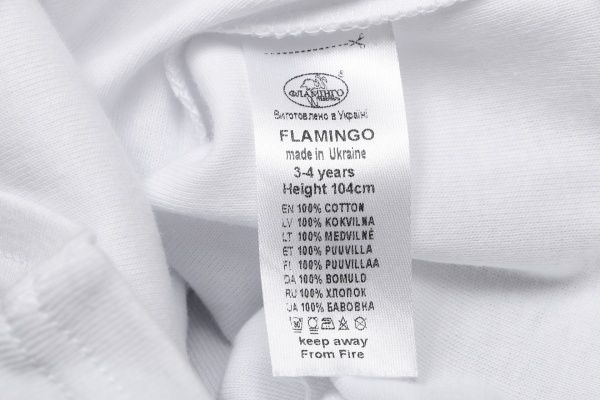 ФЛАМІНГО
Виготовлено в Україні
FLAMINGO
made in Ukraine
3-4 years
Height 104cm
EN 100% COTTON
LV 100% KOKVILNA
LT 100% MEDVILNĖ
ET 100% PUUVILLA
FI 100% PUUVILLAA
DA 100% BOMULD
RU 100% ХЛОПОК
UA 100% БАВОВНА
keep away
From Fire